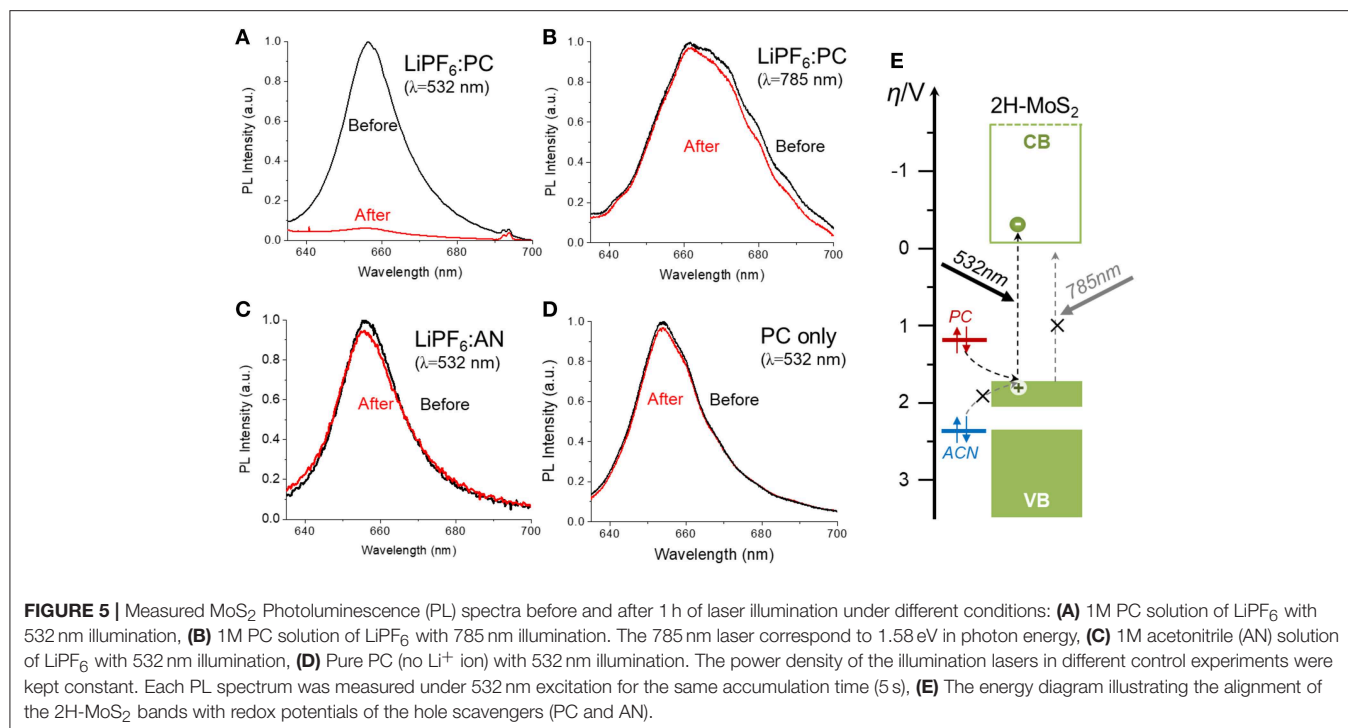 A
1.0
0.8
0.6
0.4
0.2
0.0
PL Intensity (a.u.)
LiPF6:PC
(λ=532 nm)
Before
After
640
660
680
700
Wavelength (nm)
B
1.0
0.8
0.6
0.4
0.2
0.0
PL Intensity (a.u.)
LiPF6:PC
(λ=785 nm)
After
Before
640
660
680
700
Wavelength (nm)
C
1.0
0.8
0.6
0.4
0.2
0.0
PL Intensity (a.u.)
LiPF6:AN
(λ=532 nm)
After
Before
640
660
680
700
Wavelength (nm)
D
1.0
0.8
0.6
0.4
0.2
0.0
PL Intensity (a.u.)
PC only
(λ=532 nm)
After
Before
640
660
680
700
Wavelength (nm)
E
η/V
2H-MoS2
CB
-1
-
0
532nm
785nm
1
PC
+
2
ACN
3
VB
FIGURE 5 | Measured MoS2 Photoluminescence (PL) spectra before and after 1 h of laser illumination under different conditions: (A) 1M PC solution of LiPF6 with
532 nm illumination, (B) 1M PC solution of LiPF6 with 785 nm illumination. The 785 nm laser correspond to 1.58 eV in photon energy, (C) 1M acetonitrile (AN) solution
of LiPF6 with 532 nm illumination, (D) Pure PC (no Li+ ion) with 532 nm illumination. The power density of the illumination lasers in different control experiments were
kept constant. Each PL spectrum was measured under 532 nm excitation for the same accumulation time (5 s), (E) The energy diagram illustrating the alignment of
the 2H-MoS2 bands with redox potentials of the hole scavengers (PC and AN).